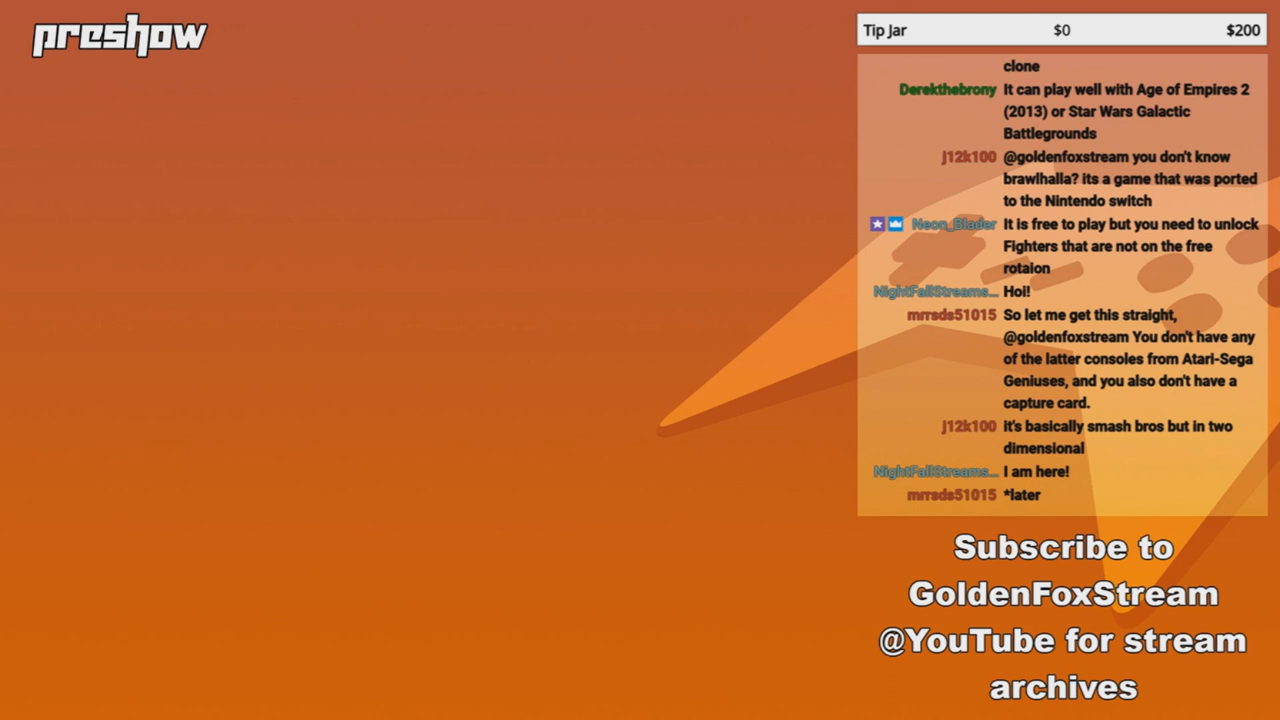 preshow
Tip Jar $0 $200
clone
Derekthebrony It can play well with Age of Empires 2
(2013) or Star Wars Galactic
Battlegrounds
J12k100 @goldenfoxstream you don't know
brawlhalla? its a game that was ported
to the Nintendo switch
Neon_Blader It is free to play but you need to unlock
Fighters that are not on the free
rotaion
NightFallStreams... Hoi!
mrrsds51015 So let me get this straight,
@goldenfoxstream You don't have any
of the latter consoles from Atari-Sega
Geniuses, and you also don't have a
capture card.
J12k100 it's basically smash bros but in two
dimensional
NightFallStreams... I am here!
mrrsds51015 *later
Subscribe to
GoldenFoxStream
@YouTube for stream
archives